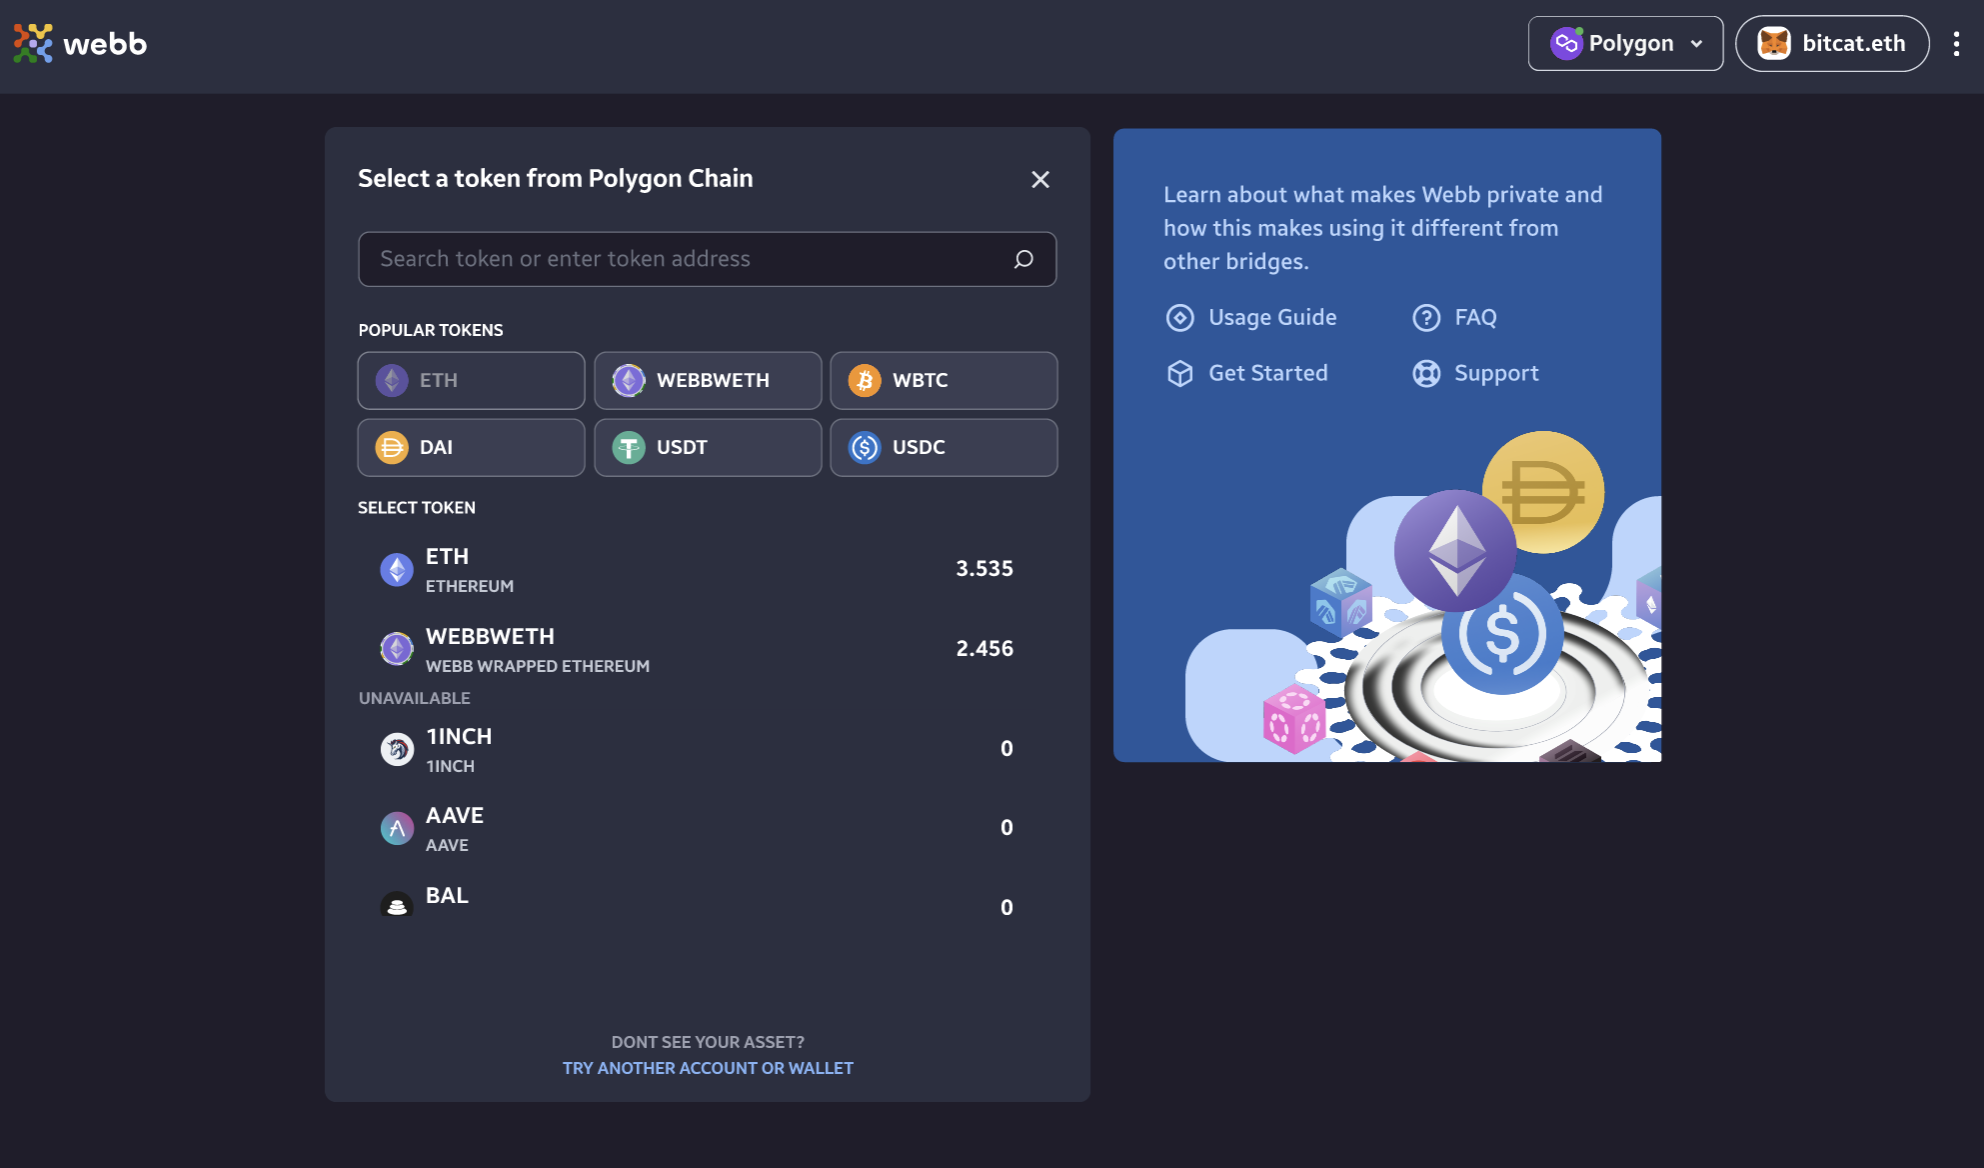 webb
Polygon
bitcat.eth
Select a token from Polygon Chain
Search token or enter token address
POPULAR TOKENS
ETH
WEBBWETH
WBTC
DAI
USDT
USDC
SELECT TOKEN
ETH
3.535
ETHEREUM
WEBBWETH
2.456
WEBB WRAPPED ETHEREUM
UNAVAILABLE
1INCH
0
1INCH
AAVE
0
AAVE
BAL
0
DONT SEE YOUR ASSET?
TRY ANOTHER ACCOUNT OR WALLET
Learn about what makes Webb private and
how this makes using it different from
other bridges.
Usage Guide
FAQ
Get Started
Support